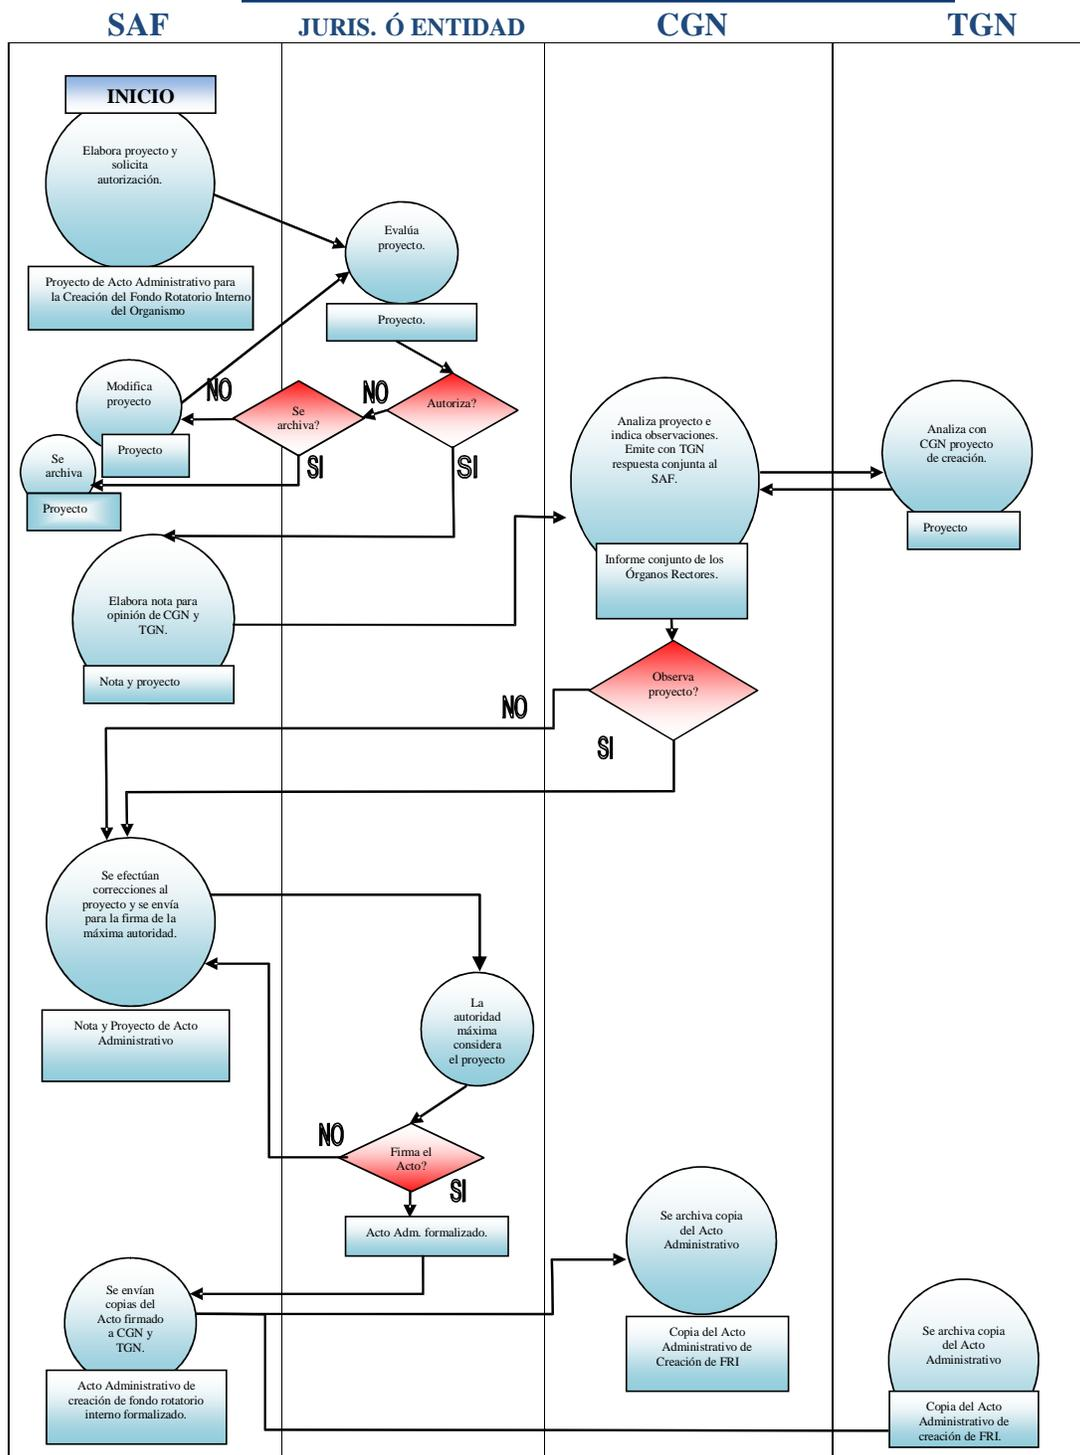 SAF
JURIS. Ó ENTIDAD
CGN
TGN
INICIO
Elabora proyecto y
solicita
autorización.
Proyecto de Acto Administrativo para
la Creación del Fondo Rotatorio Interno
del Organismo
Evalúa
proyecto.
Proyecto.
Autoriza?
NO
Se
archiva?
NO
Modifica
proyecto
Proyecto
SI
Se
archiva
Proyecto
SI
Elabora nota para
opinión de CGN y
TGN.
Nota y proyecto
Analiza proyecto e
indica observaciones.
Emite con TGN
respuesta conjunta al
SAF.
Informe conjunto de los
Órganos Rectores.
Analiza con
CGN proyecto
de creación.
Proyecto
Observa
proyecto?
NO
SI
Se efectúan
correcciones al
proyecto y se envía
para la firma de la
máxima autoridad.
Nota y Proyecto de Acto
Administrativo
La
autoridad
máxima
considera
el proyecto
Firma el
Acto?
NO
SI
Acto Adm. formalizado.
Se envían
copias del
Acto firmado
a CGN y
TGN.
Acto Administrativo de
creación de fondo rotatorio
interno formalizado.
Se archiva copia
del Acto
Administrativo
Copia del Acto
Administrativo de
Creación de FRI
Se archiva copia
del Acto
Administrativo
Copia del Acto
Administrativo de
creación de FRI.